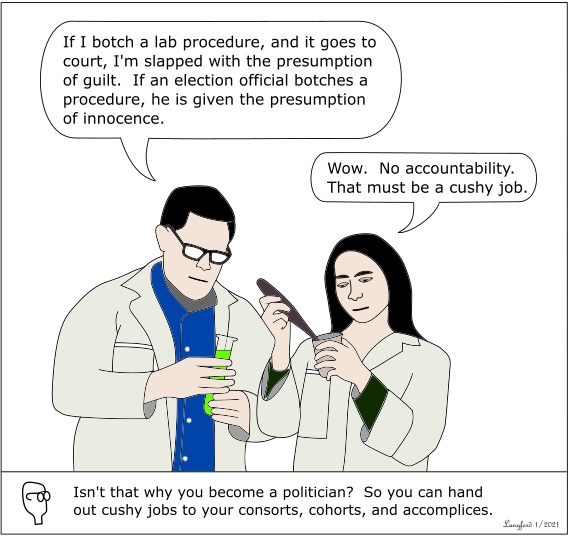 If I botch a lab procedure, and it goes to
court, I'm slapped with the presumption
of guilt.  If an election official botches a
procedure, he is given the presumption
of innocence.
Wow.  No accountability.
That must be a cushy job.
Isn't that why you become a politician?  So you can hand
out cushy jobs to your consorts, cohorts, and accomplices.
Langford 1/2021